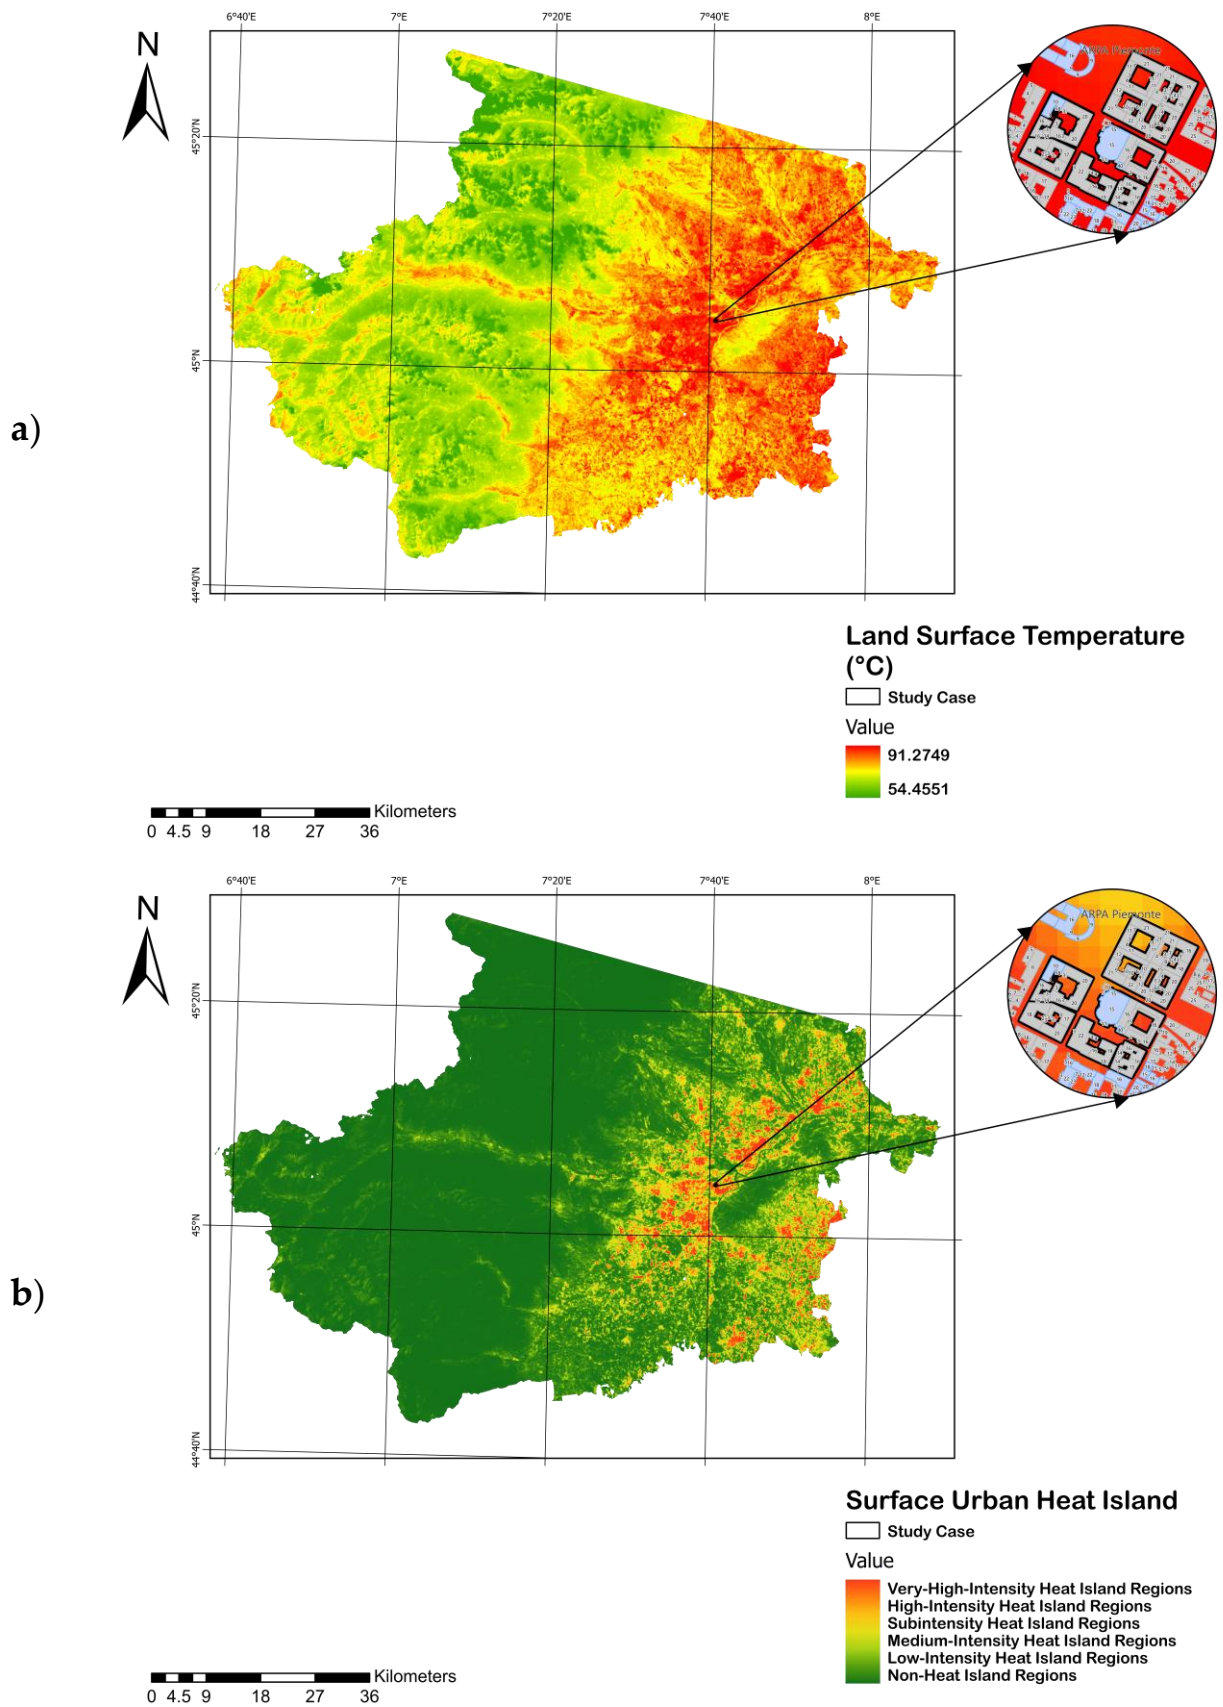 6°40'E 7°E 7°20'E 7°40'E 8°E
N
ARPA Piemonte
45°20'N
45°N
a)
44°40'N
Land Surface Temperature
(°C)
Study Case
Value
91.2749
54.4551
Kilometers
0 4.5 9 18 27 36
6°40'E 7°E 7°20'E 7°40'E 8°E
N
ARPA Piemonte
45°20'N
45°N
b)
44°40'N
Surface Urban Heat Island
Study Case
Value
Very-High-Intensity Heat Island Regions
High-Intensity Heat Island Regions
Subintensity Heat Island Regions
Medium-Intensity Heat Island Regions
Low-Intensity Heat Island Regions
Non-Heat Island Regions
Kilometers
0 4.5 9 18 27 36